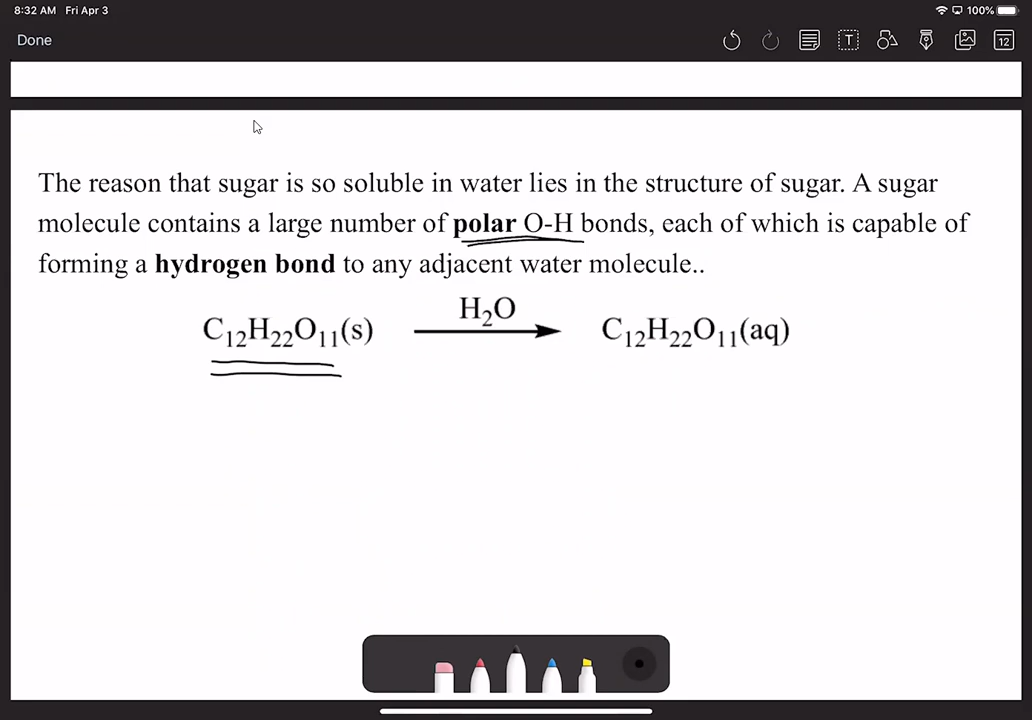 8:32 AM Fri Apr 3 100%
Done T 12
The reason that sugar is so soluble in water lies in the structure of sugar. A sugar
molecule contains a large number of polar O-H bonds, each of which is capable of
forming a hydrogen bond to any adjacent water molecule..
H₂O
C₁₂H₂₂O₁₁(s) C₁₂H₂₂O₁₁(aq)